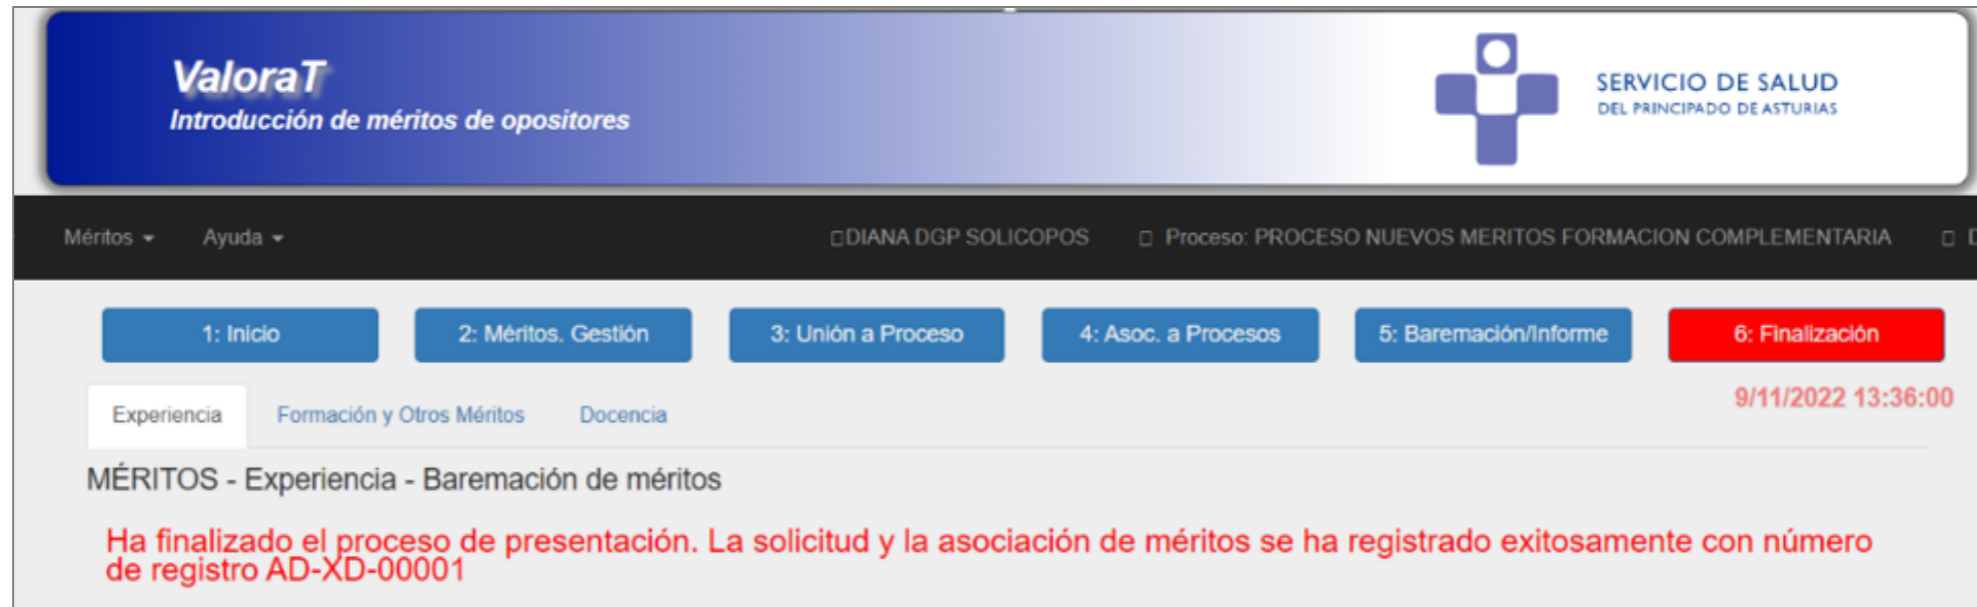 ValoraT
Introducción de méritos de opositores
SERVICIO DE SALUD
DEL PRINCIPADO DE ASTURIAS
Méritos Ayuda DIANA DGP SOLICOPOS Proceso: PROCESO NUEVOS MERITOS FORMACION COMPLEMENTARIA
1: Inicio 2: Méritos. Gestión 3: Unión a Proceso 4: Asoc. a Procesos 5: Baremación/Informe 6: Finalización
9/11/2022 13:36:00
Experiencia Formación y Otros Méritos Docencia
MÉRITOS - Experiencia - Baremación de méritos
Ha finalizado el proceso de presentación. La solicitud y la asociación de méritos se ha registrado exitosamente con número
de registro AD-XD-00001